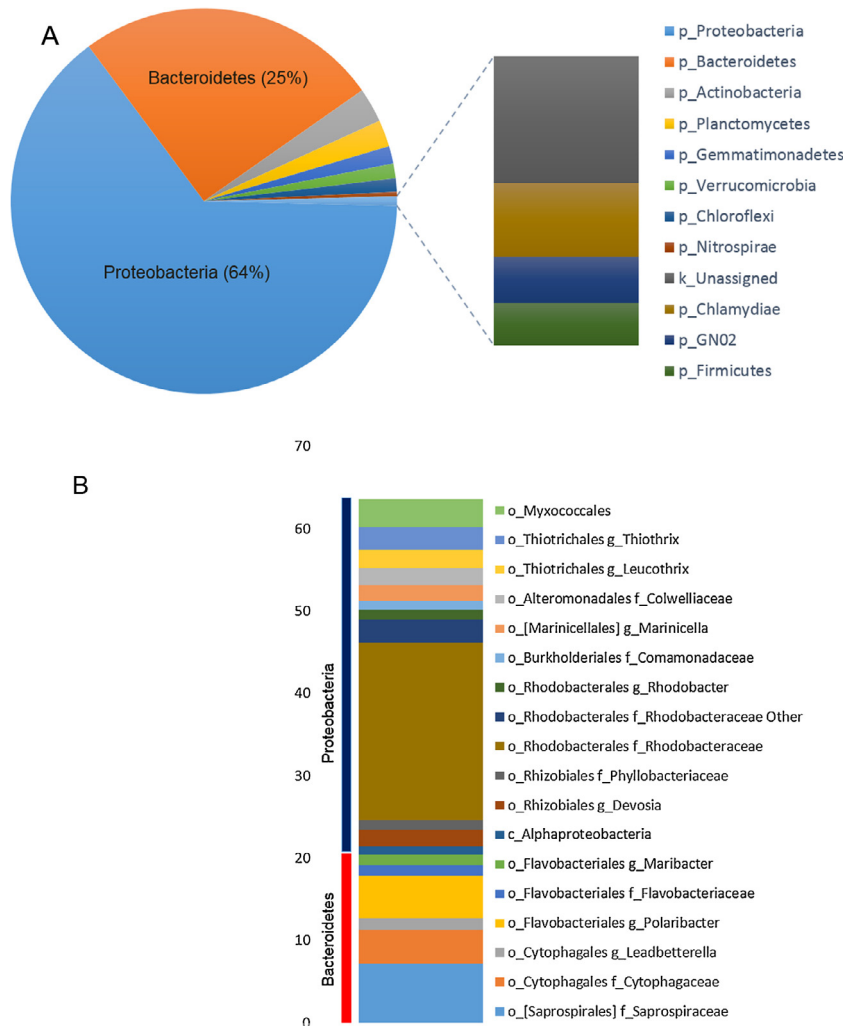 A
Bacteroidetes (25%)
Proteobacteria (64%)
p_Proteobacteria
p_Bacteroidetes
p_Actinobacteria
p_Planctomycetes
p_Gemmatimonadetes
p_Verrucomicrobia
p_Chloroflexi
p_Nitrospirae
k_Unassigned
p_Chlamydiae
p_GN02
p_Firmicutes
B
70
60
50
40
30
20
10
0
Proteobacteria
Bacteroidetes
o_Myxococcales
o_Thiotrichales g_Thiothrix
o_Thiotrichales g_Leucothrix
o_Alteromonadales f_Colwelliaceae
o_[Marinicellales] g_Marinicella
o_Burkholderiales f_Comamonadaceae
o_Rhodobacterales g_Rhodobacter
o_Rhodobacterales f_Rhodobacteraceae Other
o_Rhodobacterales f_Rhodobacteraceae
o_Rhizobiales f_Phyllobacteriaceae
o_Rhizobiales g_Devosia
c_Alphaproteobacteria
o_Flavobacteriales g_Maribacter
o_Flavobacteriales f_Flavobacteriaceae
o_Flavobacteriales g_Polaribacter
o_Cytophagales g_Leadbetterella
o_Cytophagales f_Cytophagaceae
o_[Saprospirales] f_Saprospiraceae